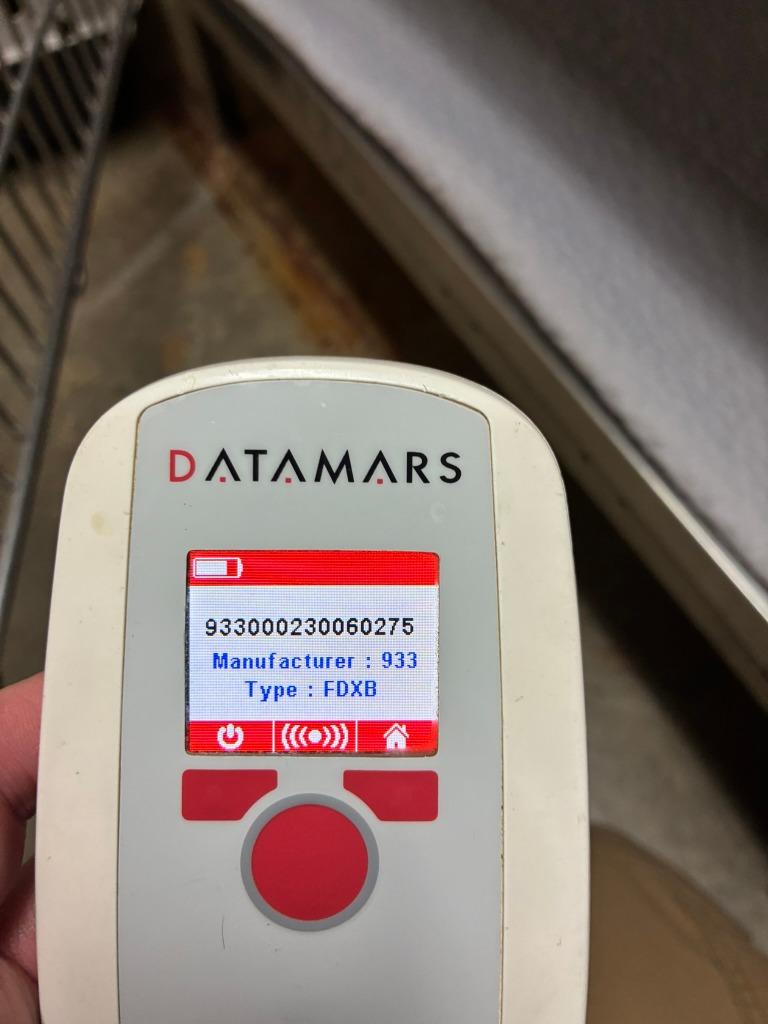 DATAMARS
933000230060275
Manufacturer : 933
Type : FDXB